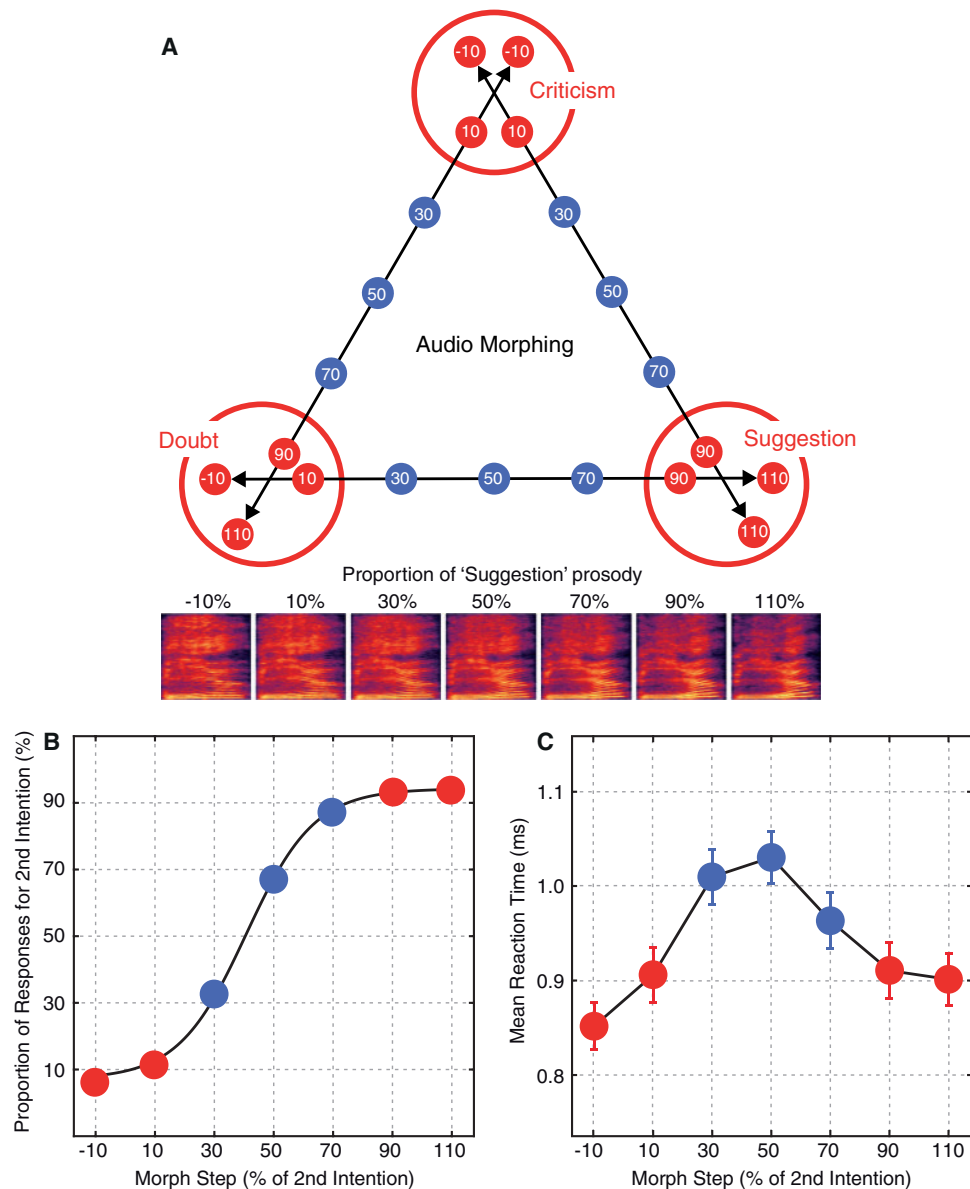 A
-10 -10
Criticism
10 10
30 30
50 50
Audio Morphing
70 70
Doubt Suggestion
90 90
-10 10 30 50 70 90 110
110 110
Proportion of 'Suggestion' prosody
-10% 10% 30% 50% 70% 90% 110%
B
Proportion of Responses for 2nd Intention (%)
90
70
50
30
10
-10 10 30 50 70 90 110
Morph Step (% of 2nd Intention)
C
Mean Reaction Time (ms)
1.1
1.0
0.9
0.8
-10 10 30 50 70 90 110
Morph Step (% of 2nd Intention)